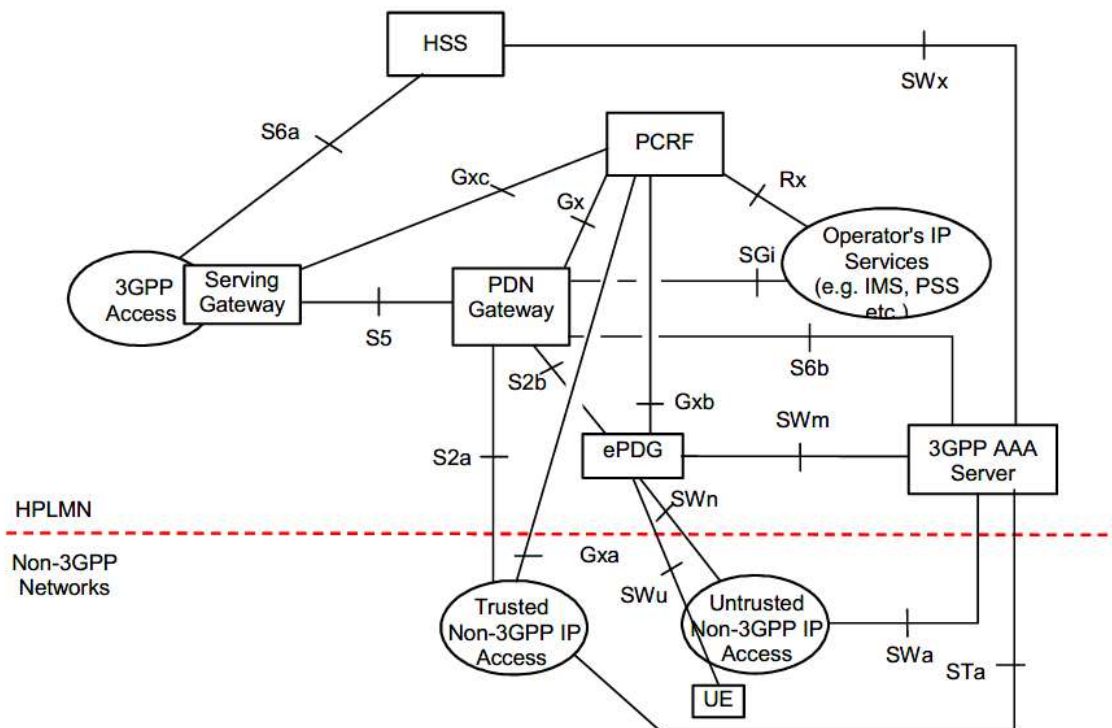 HSS
SWx
S6a
PCRF
Gxc
Rx
Gx
Operator's IP
Services
(e.g. IMS, PSS
etc.)
SGi
3GPP
Access
Serving
Gateway
PDN
Gateway
S5
S6b
S2b
Gxb
SWm
ePDG
3GPP AAA
Server
S2a
SWn
HPLMN
Non-3GPP
Networks
Gxa
SWu
Trusted
Non-3GPP IP
Access
Untrusted
Non-3GPP IP
Access
SWa
STa
UE